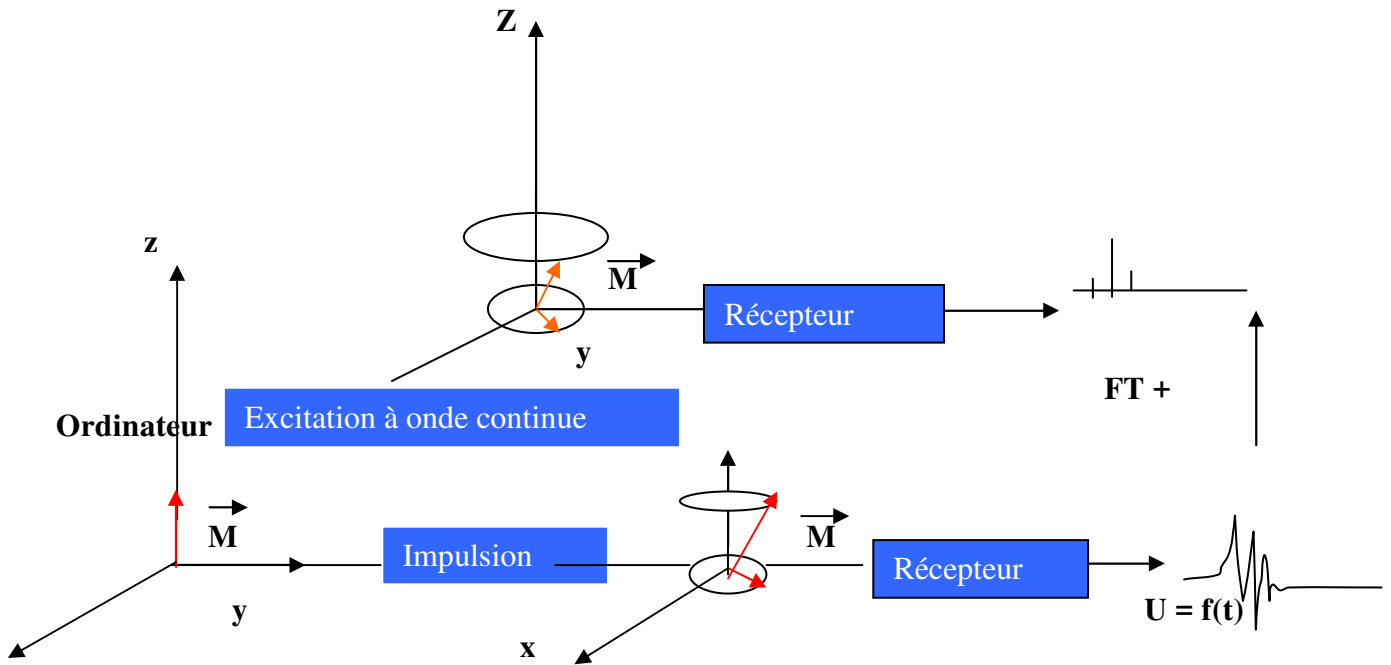 Z
z
M
Récepteur
y
FT +
Excitation à onde continue
Ordinateur
M
Impulsion
M
Récepteur
y
U = f(t)
x